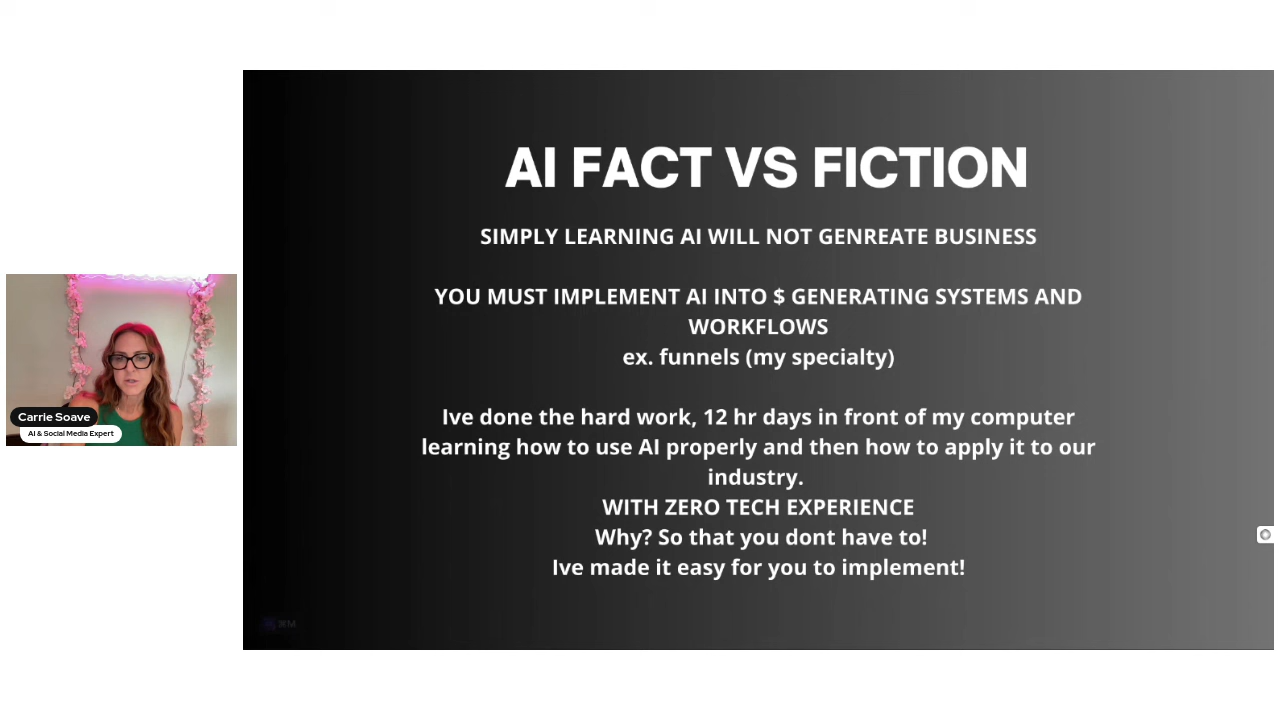 AI FACT VS FICTION
SIMPLY LEARNING AI WILL NOT GENREATE BUSINESS
YOU MUST IMPLEMENT AI INTO $ GENERATING SYSTEMS AND
WORKFLOWS
ex. funnels (my specialty)
Ive done the hard work, 12 hr days in front of my computer
learning how to use AI properly and then how to apply it to our
industry.
WITH ZERO TECH EXPERIENCE
Why? So that you dont have to!
Ive made it easy for you to implement!
Carrie Soave
AI & Social Media Expert